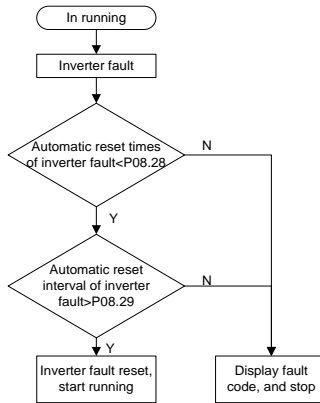 In running
Inverter fault
Automatic reset times
of inverter fault<P08.28
N
Y
Automatic reset
interval of inverter
fault>P08.29
N
Y
Inverter fault reset,
start running
Display fault
code, and stop